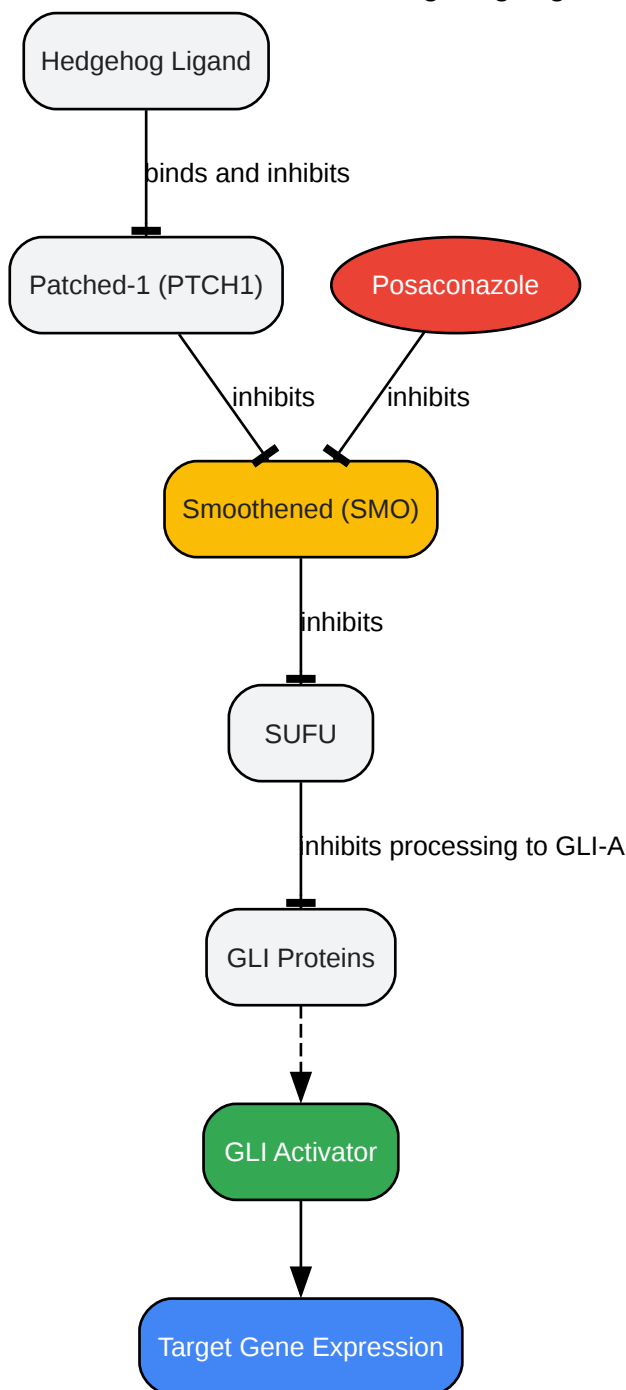 Hedgehog Ligand
binds and inhibits
Patched-1 (PTCH1)
Posaconazole
inhibits
inhibits
Smoothened (SMO)
inhibits
SUFU
inhibits processing to GLI-A
GLI Proteins
GLI Activator
Target Gene Expression